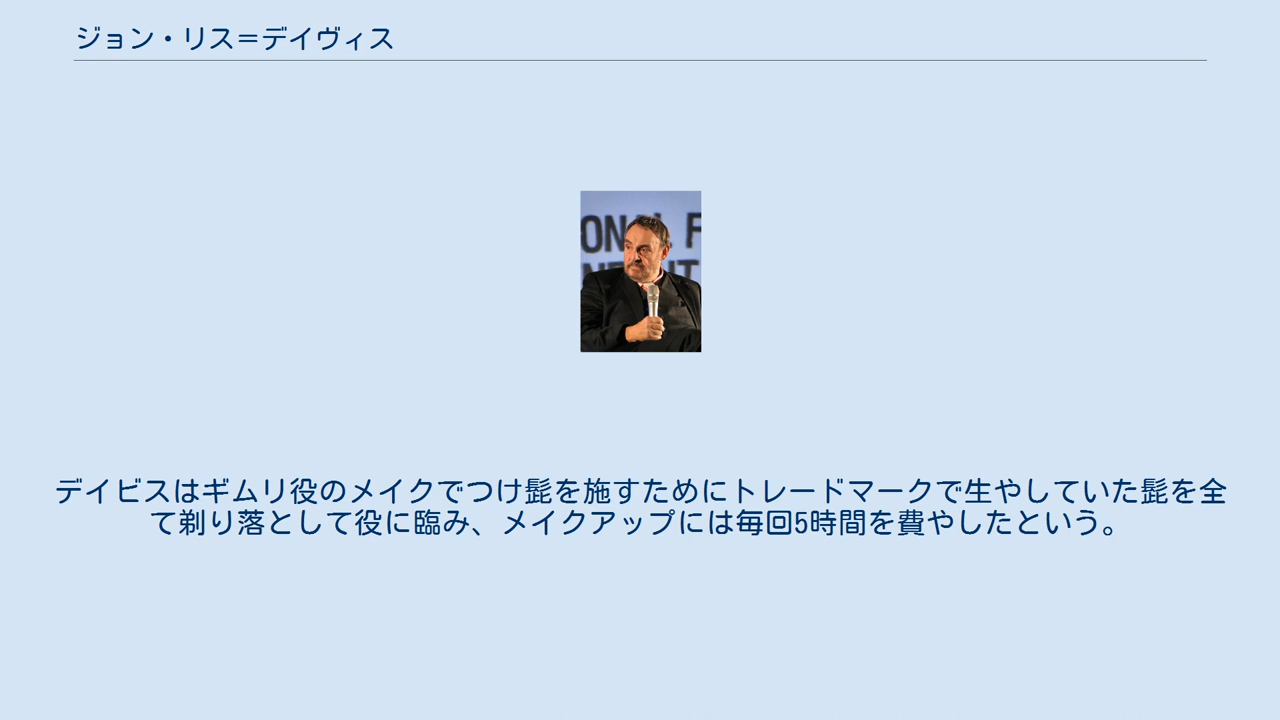 ジョン・リス＝デイヴィス
ONAL F
デイビスはギムリ役のメイクでつけ髭を施すためにトレードマークで生やしていた髭を全
て剃り落として役に臨み、メイクアップには毎回5時間を費やしたという。